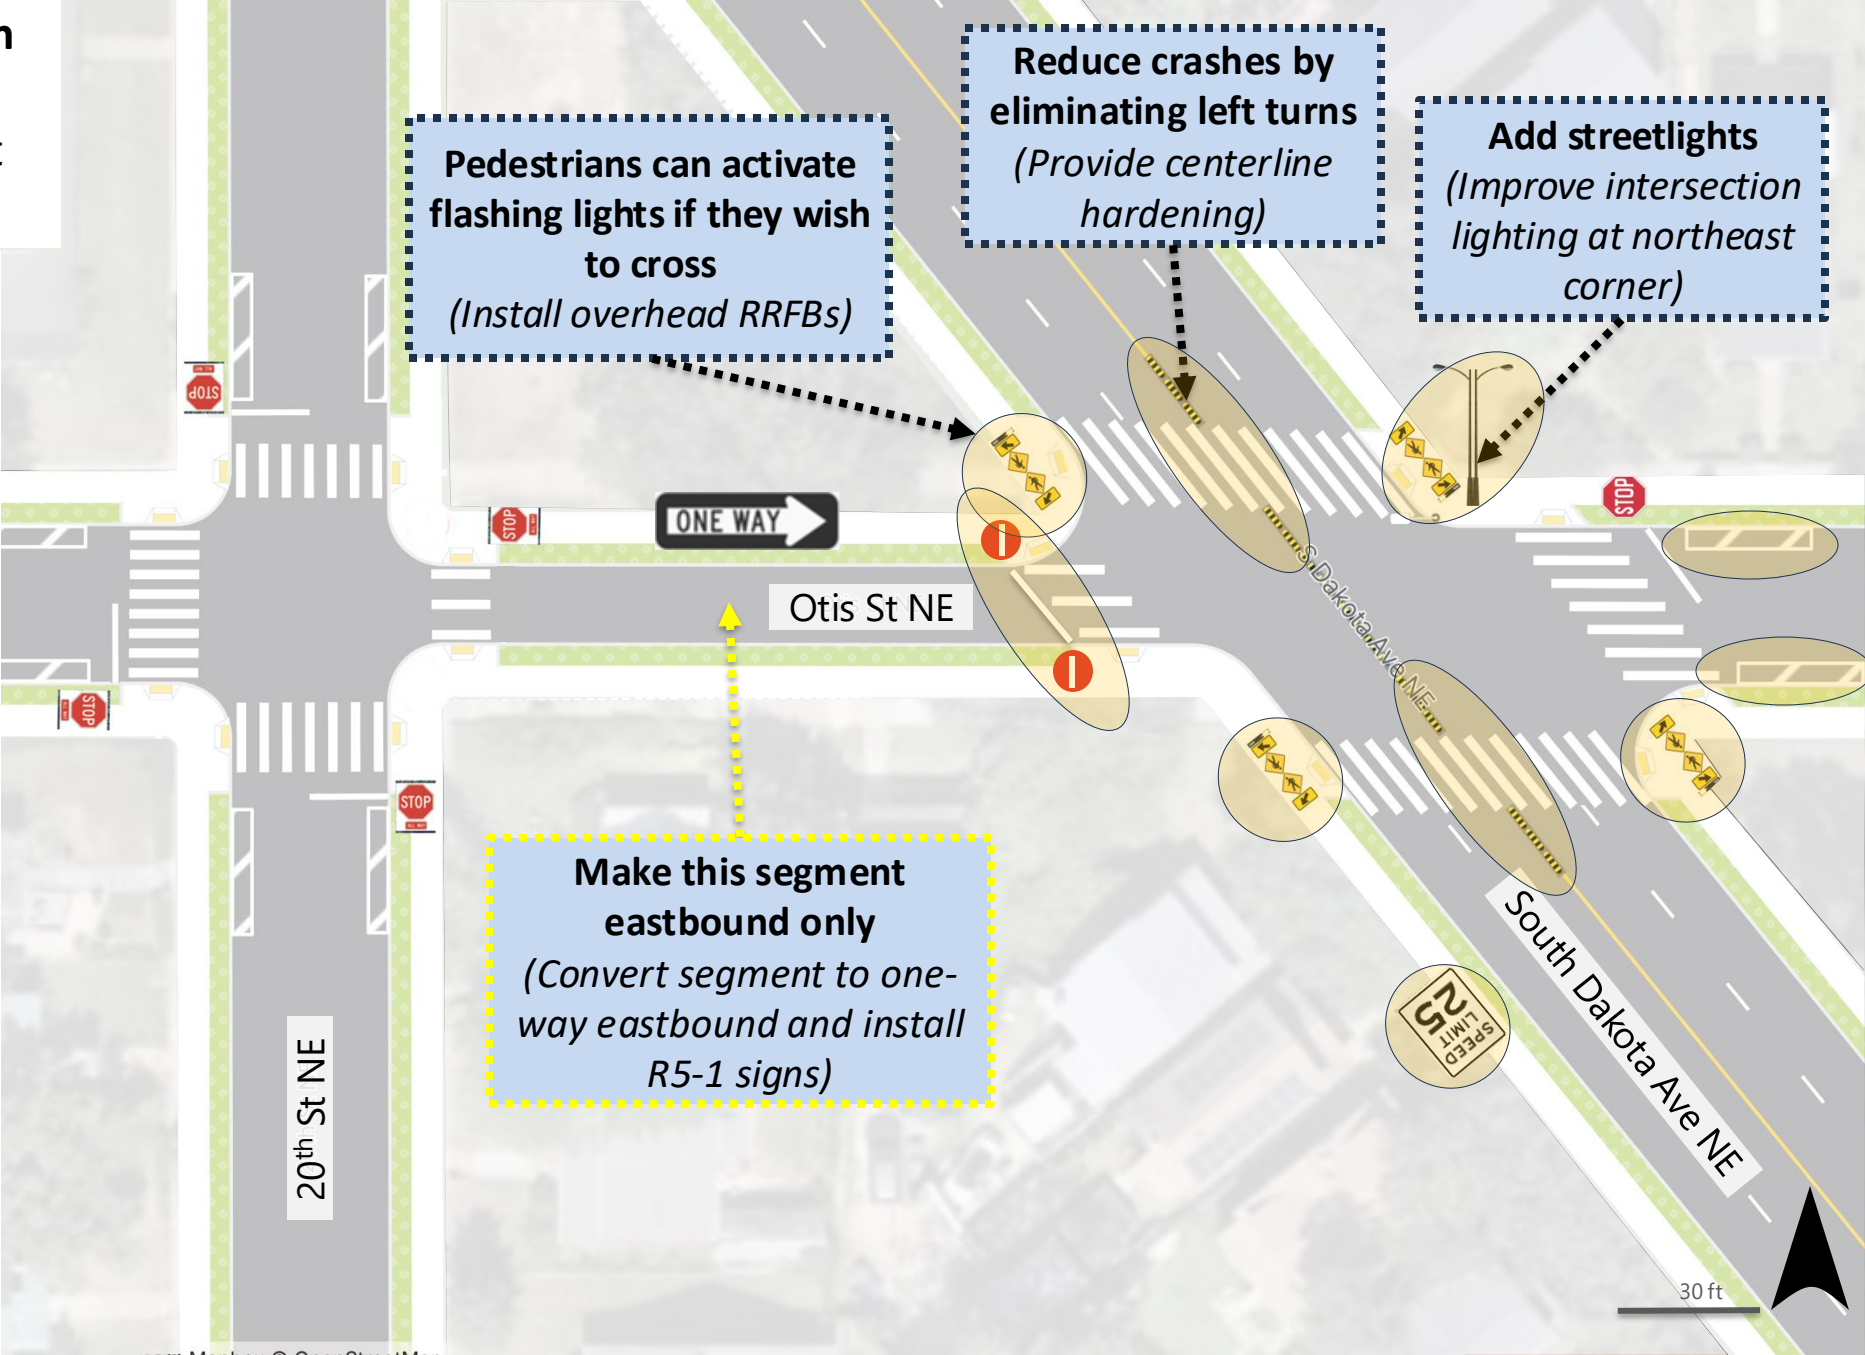 n
t
Pedestrians can activate
flashing lights if they wish
to cross
(Install overhead RRFBs)
Reduce crashes by
eliminating left turns
(Provide centerline
hardening)
Add streetlights
(Improve intersection
lighting at northeast
corner)
STOP
STOP
ONE WAY
STOP
Otis St NE
S Dakota Ave NE
STOP
STOP
ALL WAY
Make this segment
eastbound only
(Convert segment to one-
way eastbound and install
R5-1 signs)
SPEED
LIMIT
25
South Dakota Ave NE
20th St NE
30 ft